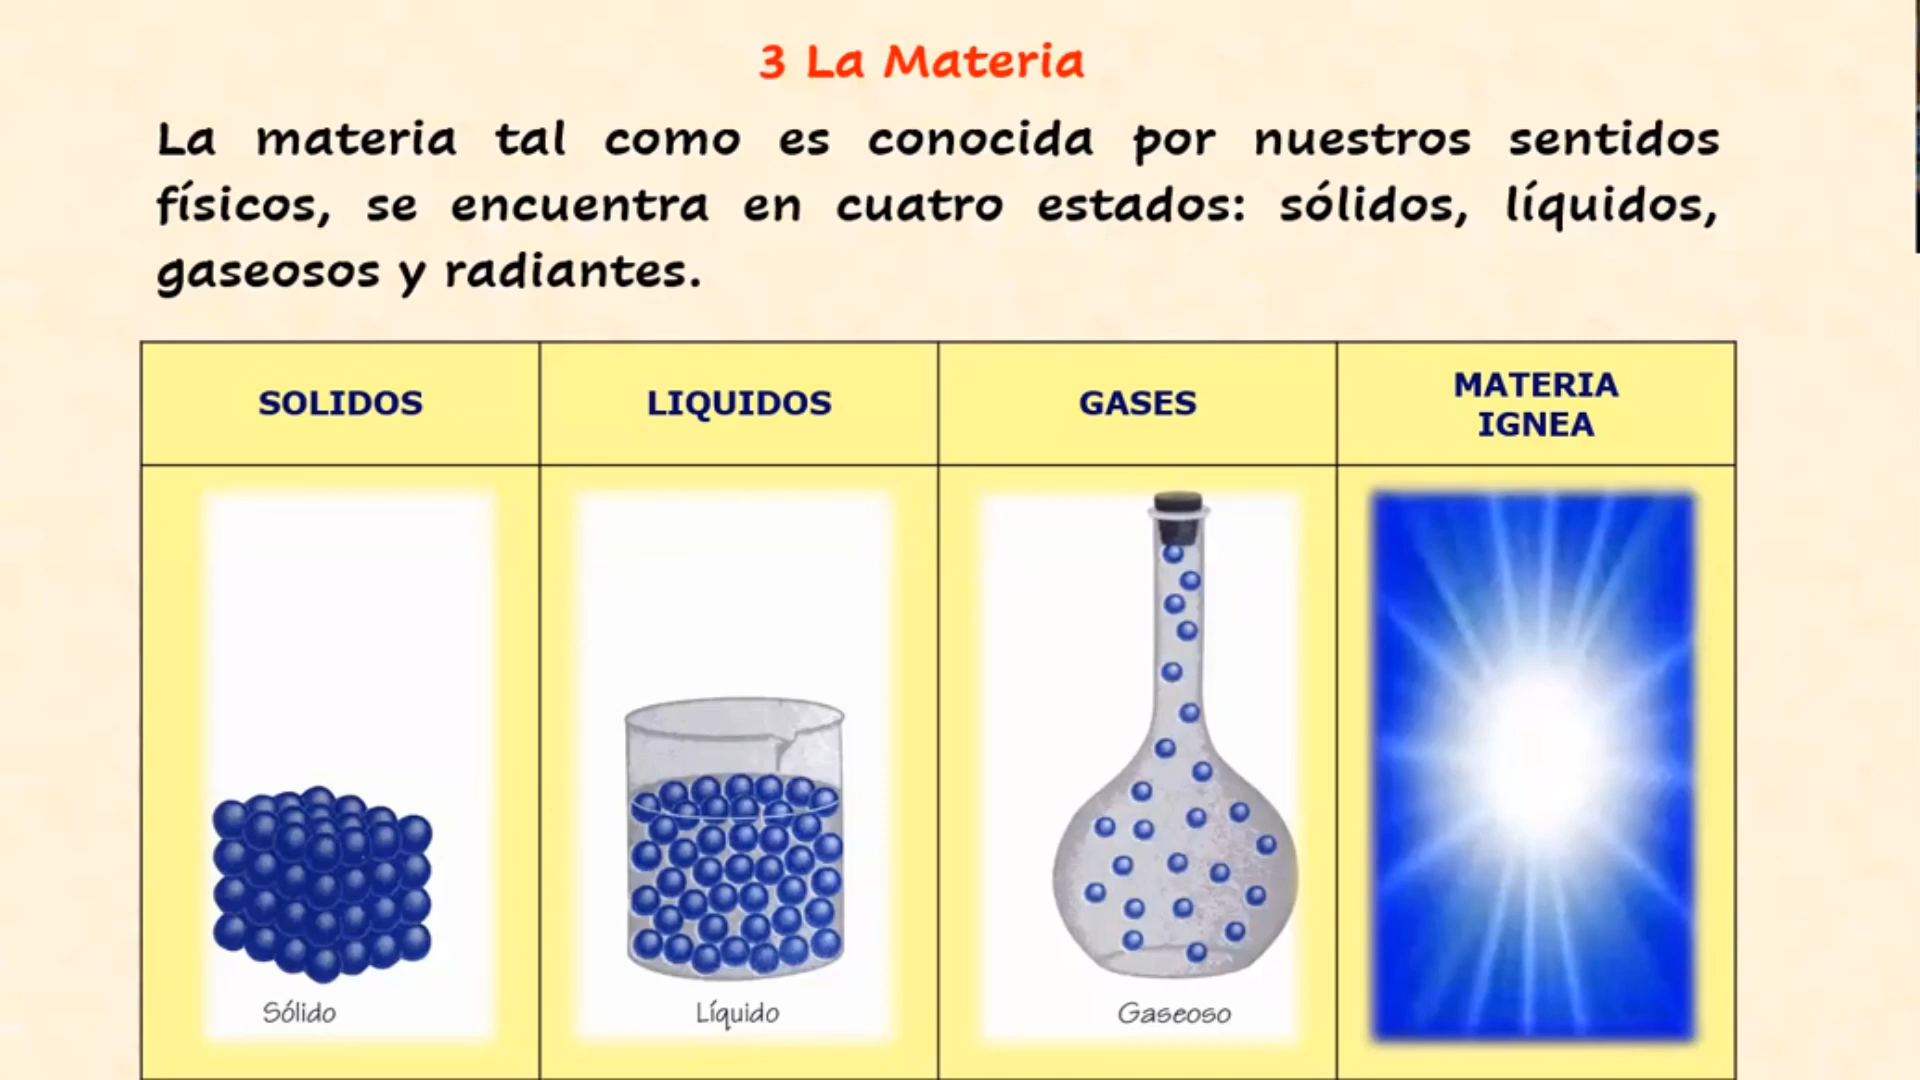 3 La Materia
La materia tal como es conocida por nuestros sentidos
físicos, se encuentra en cuatro estados: sólidos, líquidos,
gaseosos y radiantes.
SOLIDOS
LIQUIDOS
GASES
MATERIA
IGNEA
Sólido
Líquido
Gaseoso